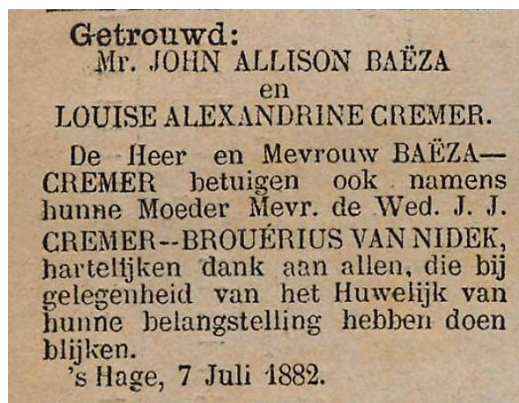 Getrouwd:
Mr. JOHN ALLISON BAËZA
en
LOUISE ALEXANDRINE CREMER.
De Heer en Mevrouw BAËZA—
CREMER betuigen ook namens
hunne Moeder Mevr. de Wed. J. J.
CREMER--BROUÉRIUS VAN NIDEK,
hartelijken dank aan allen, die bij
gelegenheid van het Huwelijk van
hunne belangstelling hebben doen
blijken.
's Hage, 7 Juli 1882.